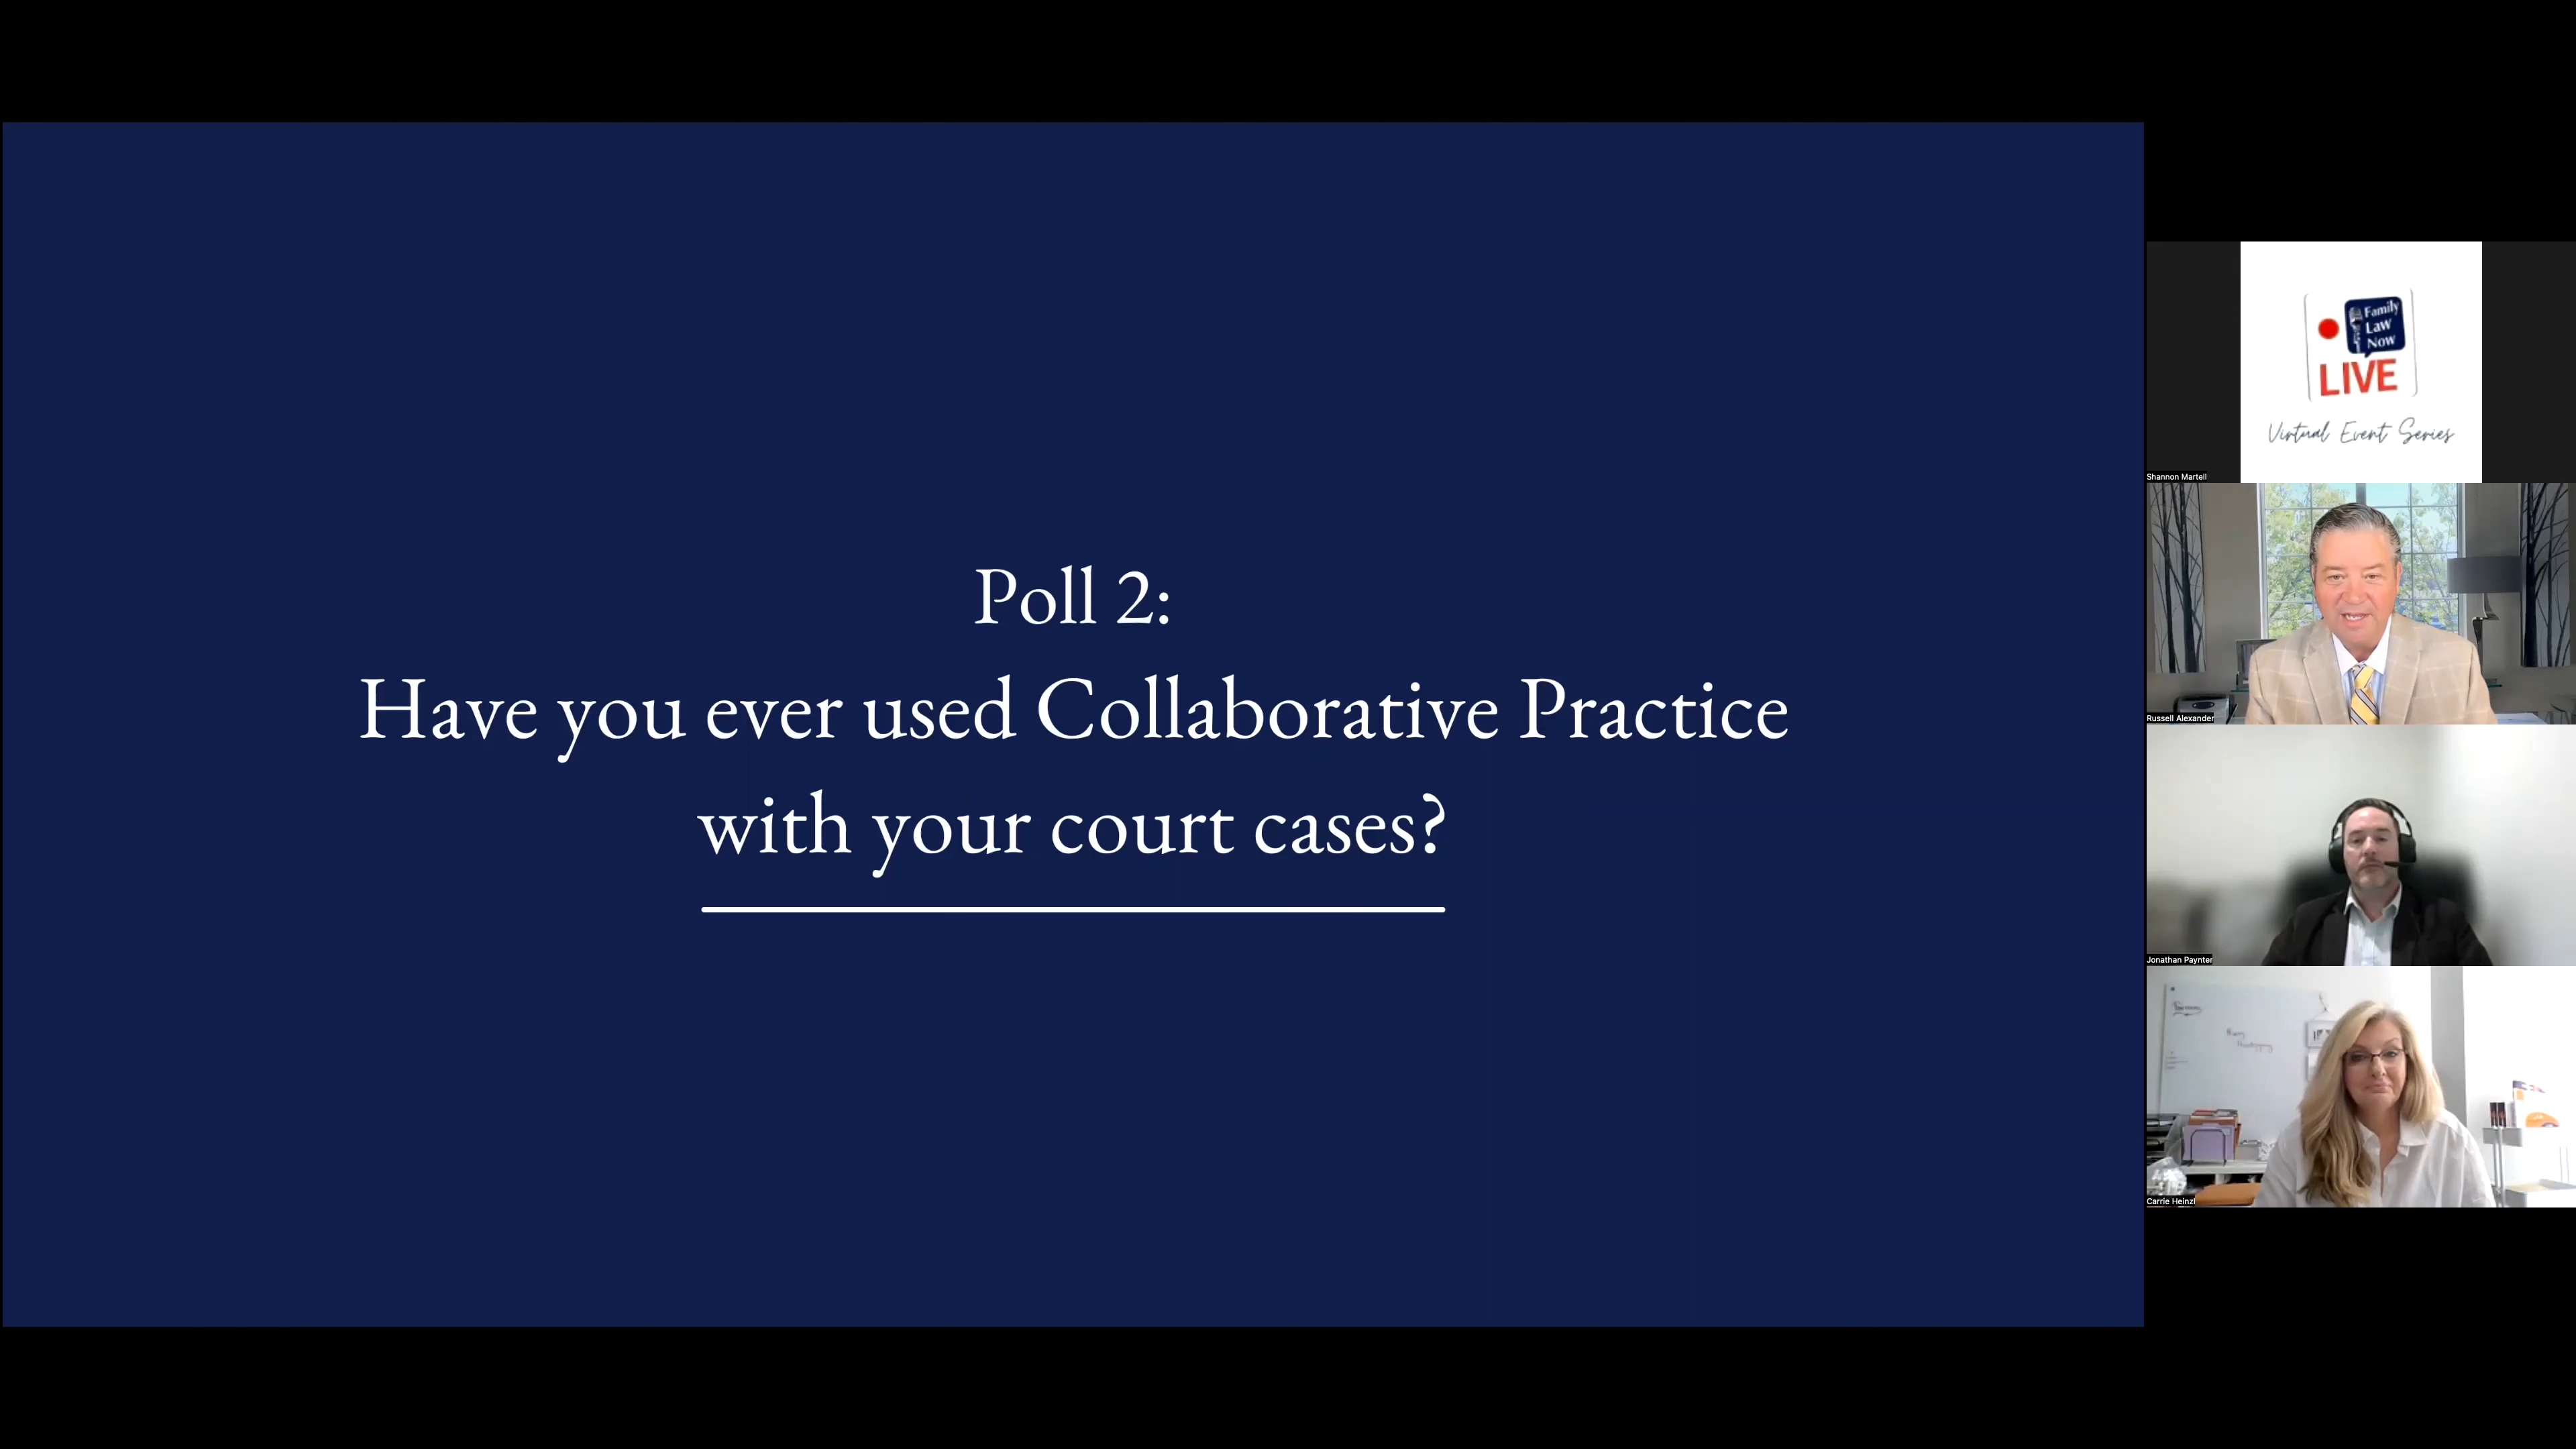 Poll 2:
Have you ever used Collaborative Practice
with your court cases?
Family
Law
Now
LIVE
Virtual Event Series
Shannon Martell
Russell Alexander
Jonathan Paynter
Carrie Heinzl